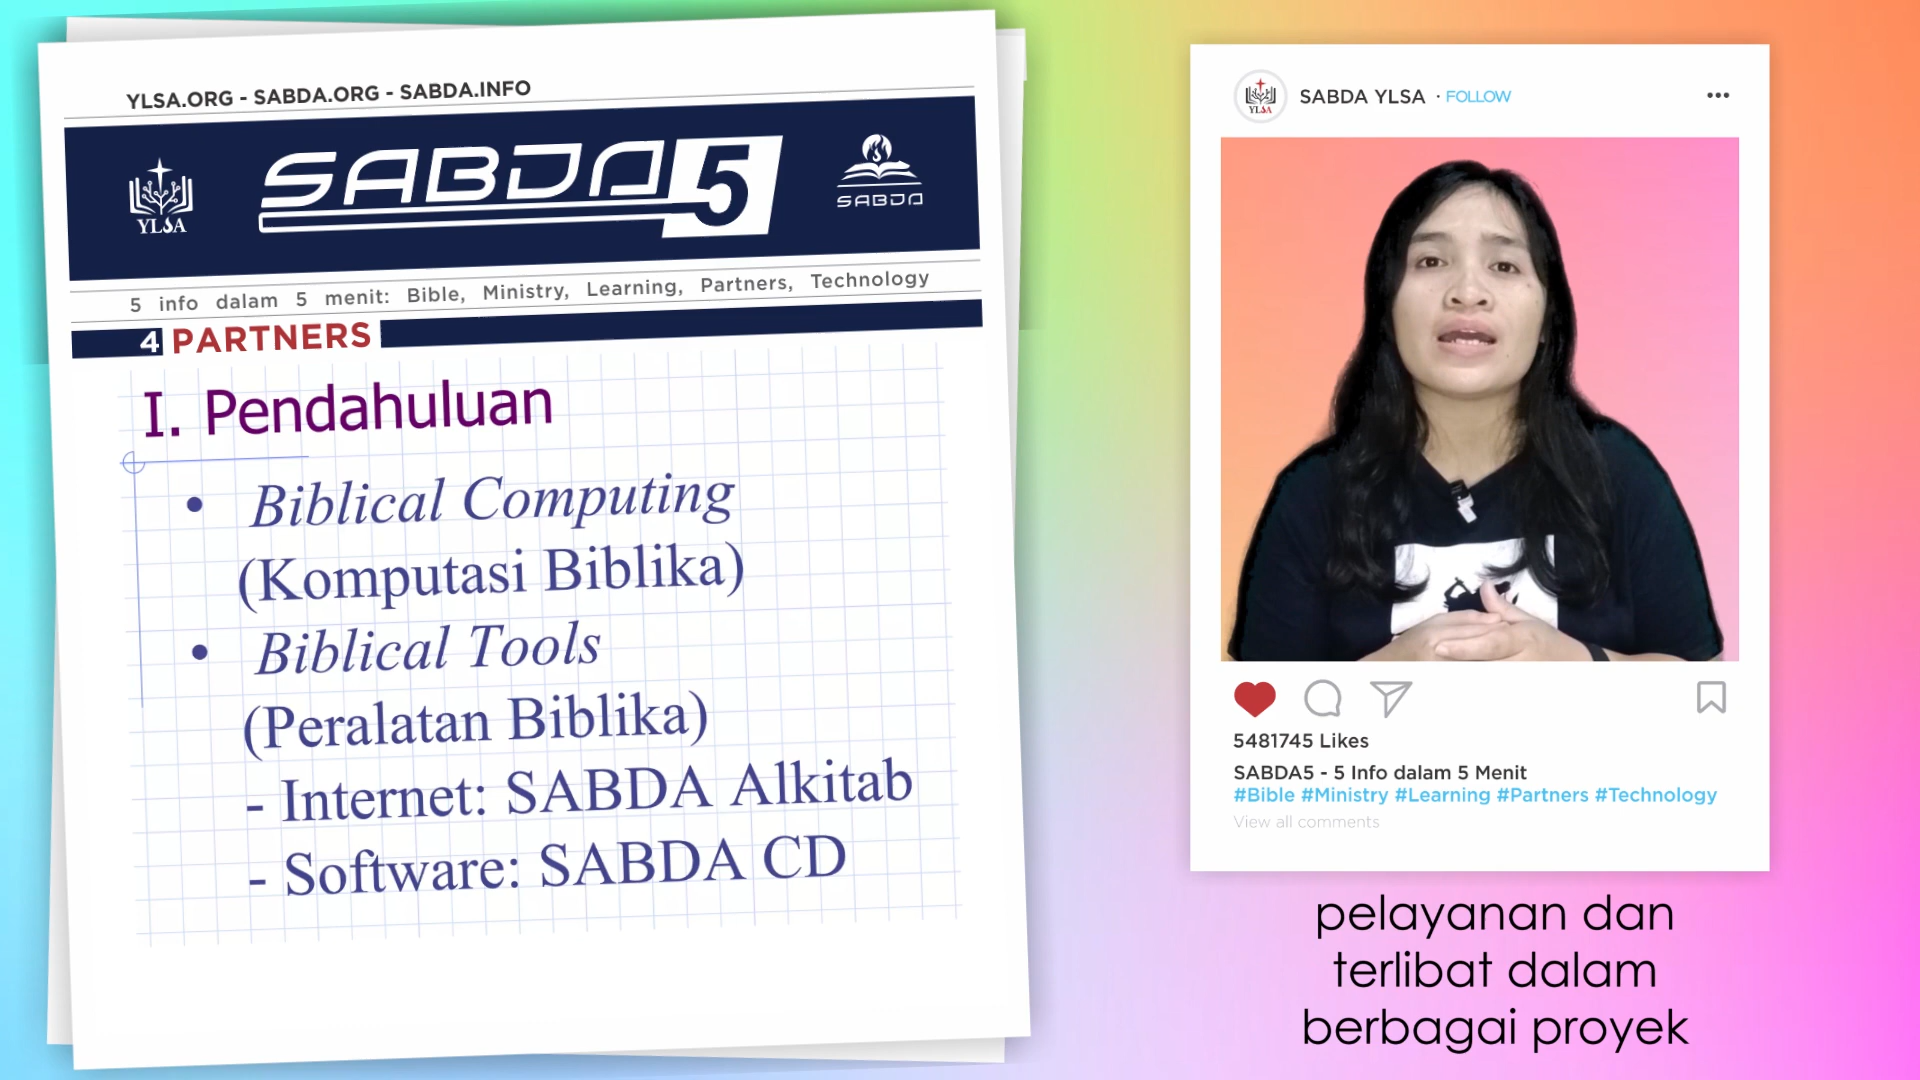 YLSA.ORG - SABDA.ORG - SABDA.INFO
YLSA
SABDA5
SABDA
5 info dalam 5 menit: Bible, Ministry, Learning, Partners, Technology
4 PARTNERS
I. Pendahuluan
• Biblical Computing
(Komputasi Biblika)
• Biblical Tools
(Peralatan Biblika)
- Internet: SABDA Alkitab
- Software: SABDA CD
YLSA
SABDA YLSA · FOLLOW
5481745 Likes
SABDA5 - 5 Info dalam 5 Menit
#Bible #Ministry #Learning #Partners #Technology
View all comments
pelayanan dan
terlibat dalam
berbagai proyek